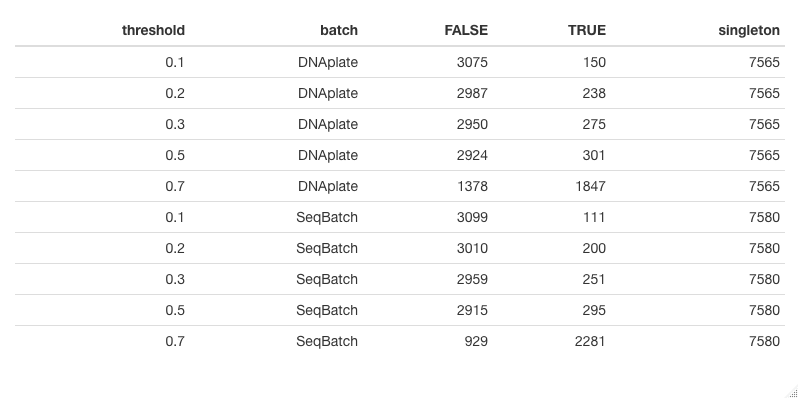 threshold batch FALSE TRUE singleton
0.1 DNAplate 3075 150 7565
0.2 DNAplate 2987 238 7565
0.3 DNAplate 2950 275 7565
0.5 DNAplate 2924 301 7565
0.7 DNAplate 1378 1847 7565
0.1 SeqBatch 3099 111 7580
0.2 SeqBatch 3010 200 7580
0.3 SeqBatch 2959 251 7580
0.5 SeqBatch 2915 295 7580
0.7 SeqBatch 929 2281 7580